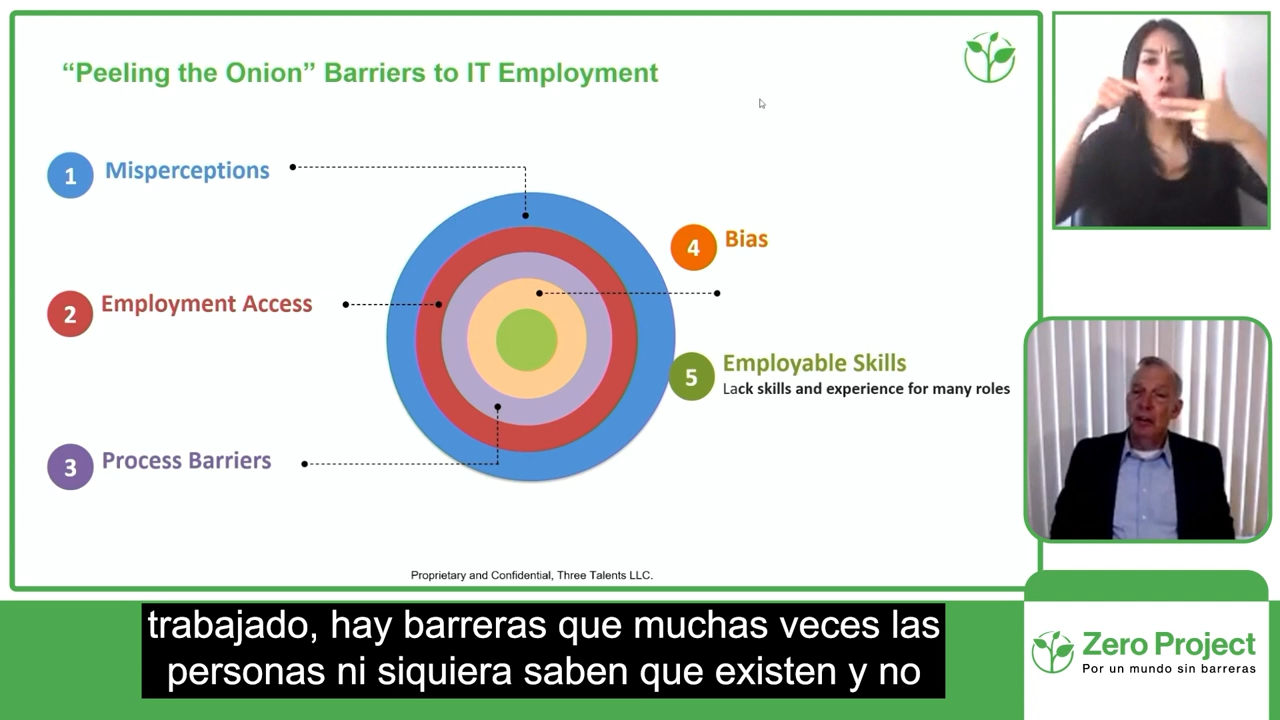 “Peeling the Onion” Barriers to IT Employment
1 Misperceptions
2 Employment Access
3 Process Barriers
4 Bias
5 Employable Skills
Lack skills and experience for many roles
Proprietary and Confidential, Three Talents LLC.
trabajado, hay barreras que muchas veces las
personas ni siquiera saben que existen y no
Zero Project
Por un mundo sin barreras